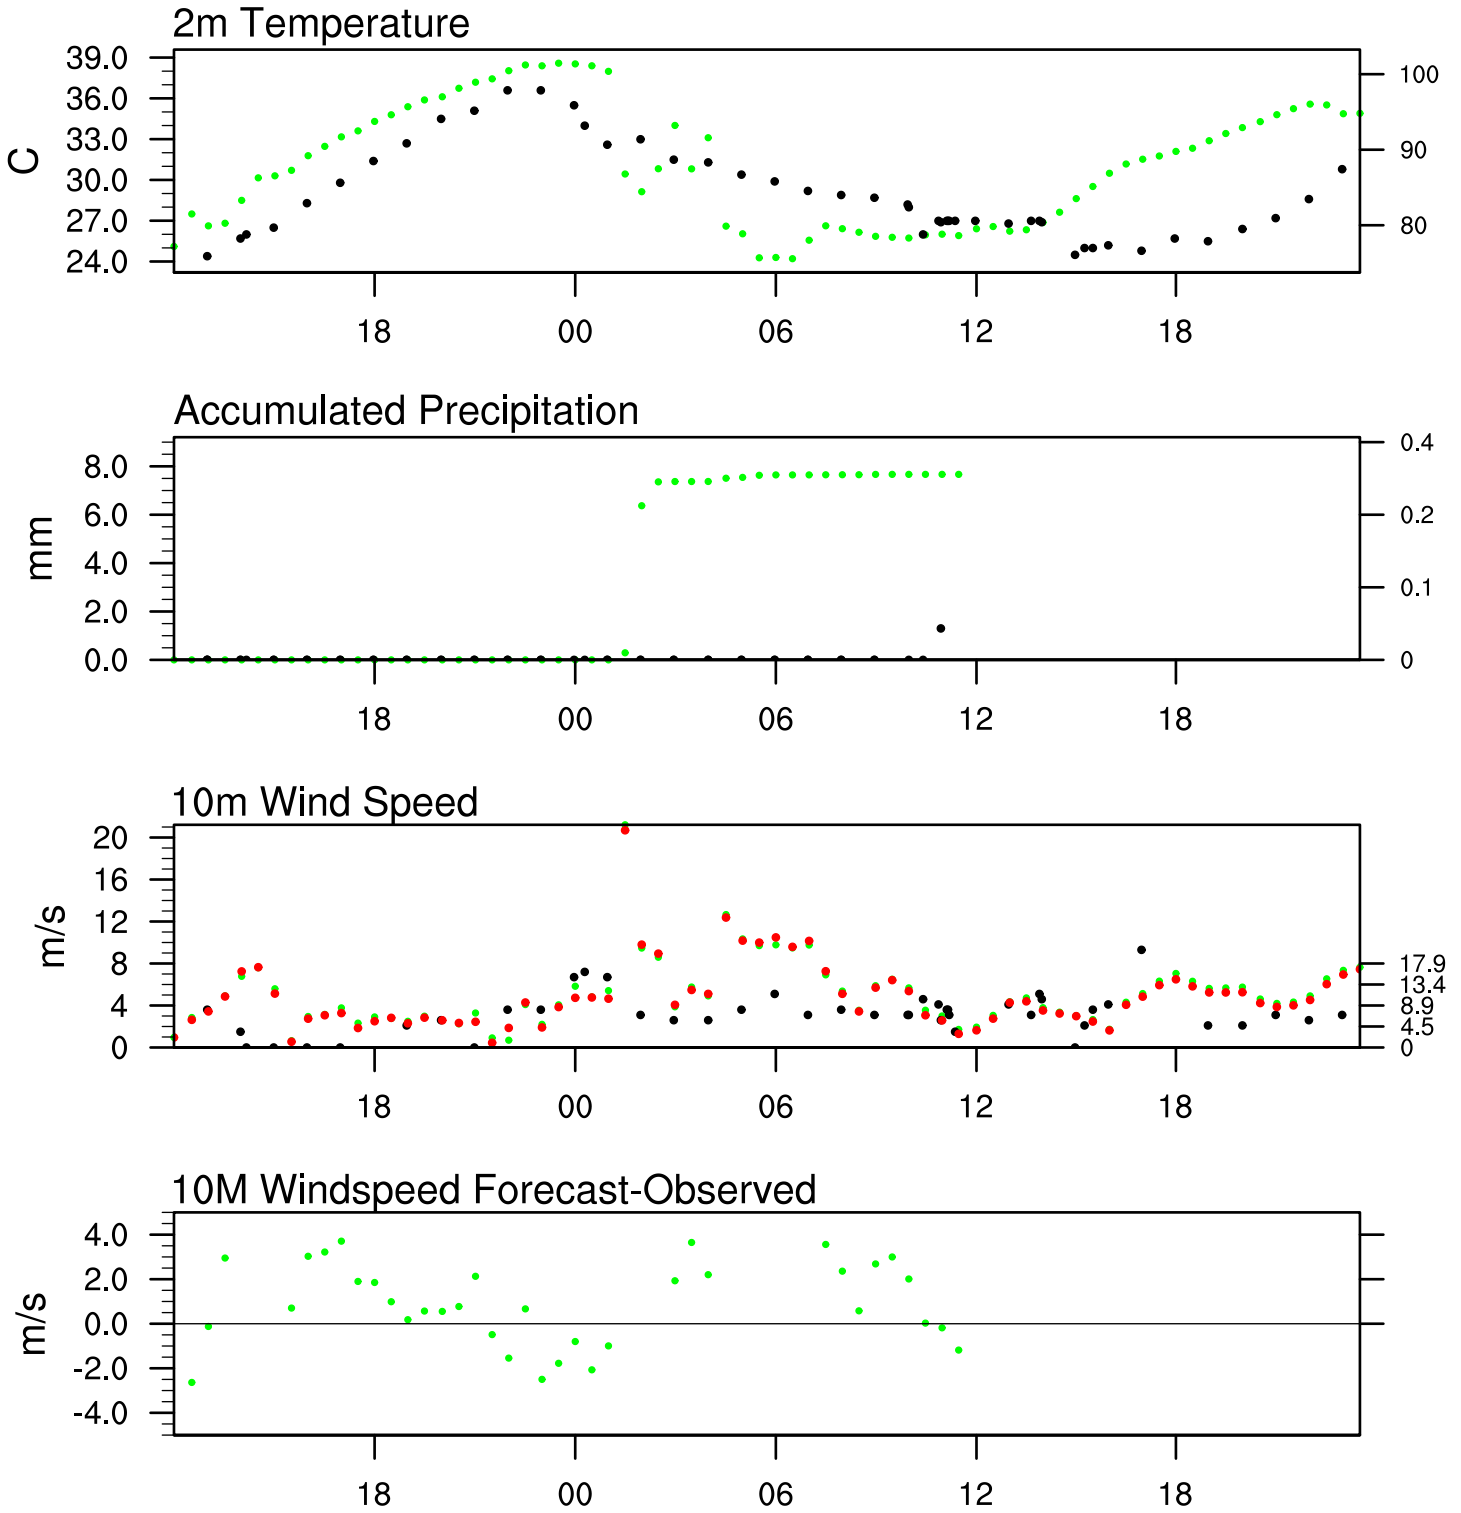 2m Temperature
39.0
36.0
33.0
30.0
27.0
24.0
C
100
90
80
18 00 06 12 18
Accumulated Precipitation
8.0
6.0
4.0
2.0
0.0
mm
0.4
0.2
0.1
0
18 00 06 12 18
10m Wind Speed
20
16
12
8
4
0
m/s
17.9
13.4
8.9
4.5
0
18 00 06 12 18
10M Windspeed Forecast-Observed
4.0
2.0
0.0
-2.0
-4.0
m/s
18 00 06 12 18